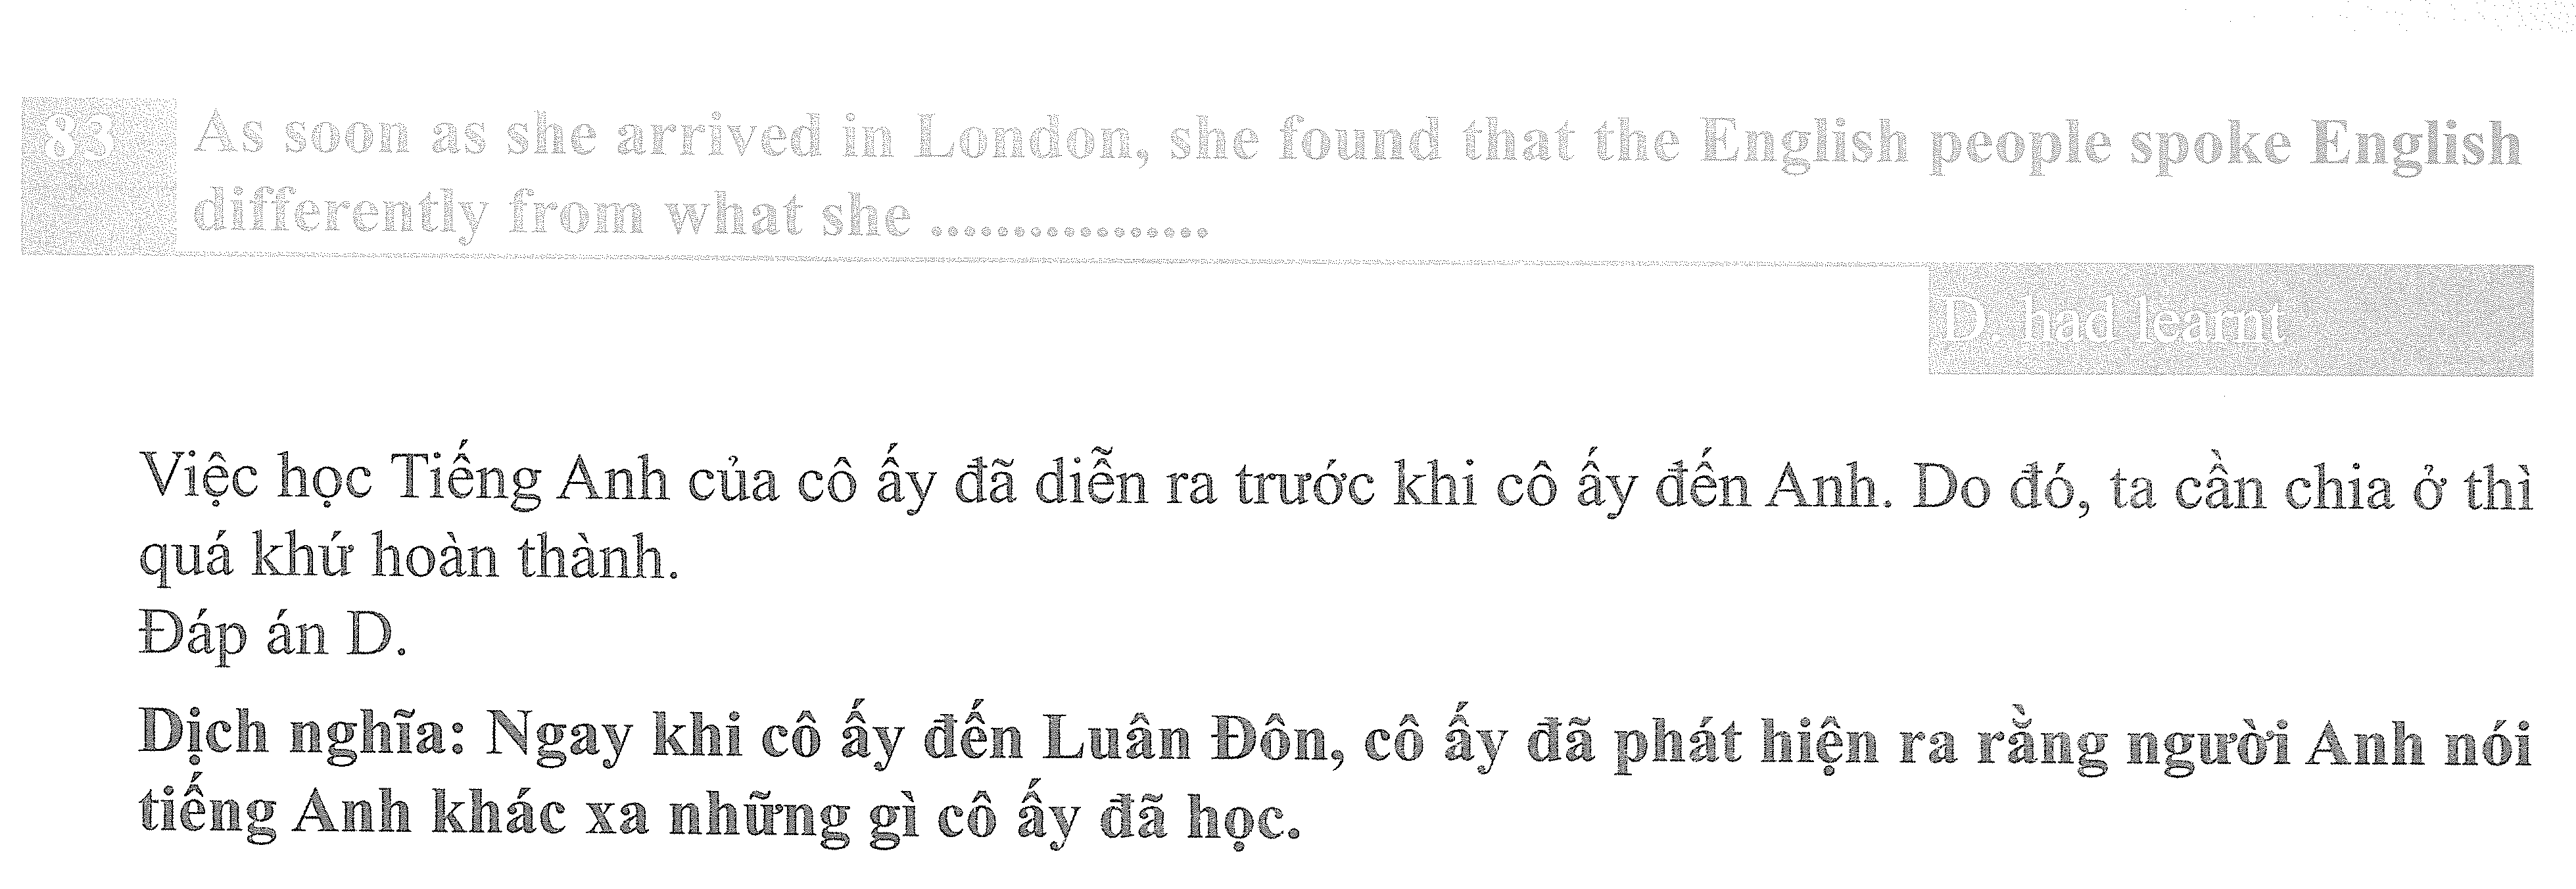 83 As soon as she arrived in London, she found that the English people spoke English
differently from what she .................
D. had learnt
Việc học Tiếng Anh của cô ấy đã diễn ra trước khi cô ấy đến Anh. Do đó, ta cần chia ở thì
quá khứ hoàn thành.
Đáp án D.
Dịch nghĩa: Ngay khi cô ấy đến Luân Đôn, cô ấy đã phát hiện ra rằng người Anh nói
tiếng Anh khác xa những gì cô ấy đã học.